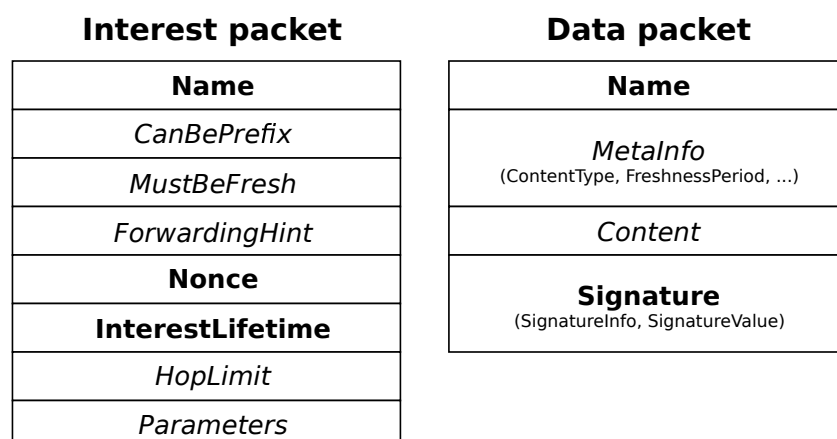 Interest packet
Name
CanBePrefix
MustBeFresh
ForwardingHint
Nonce
InterestLifetime
HopLimit
Parameters
Data packet
Name
MetaInfo
(ContentType, FreshnessPeriod, ...)
Content
Signature
(SignatureInfo, SignatureValue)